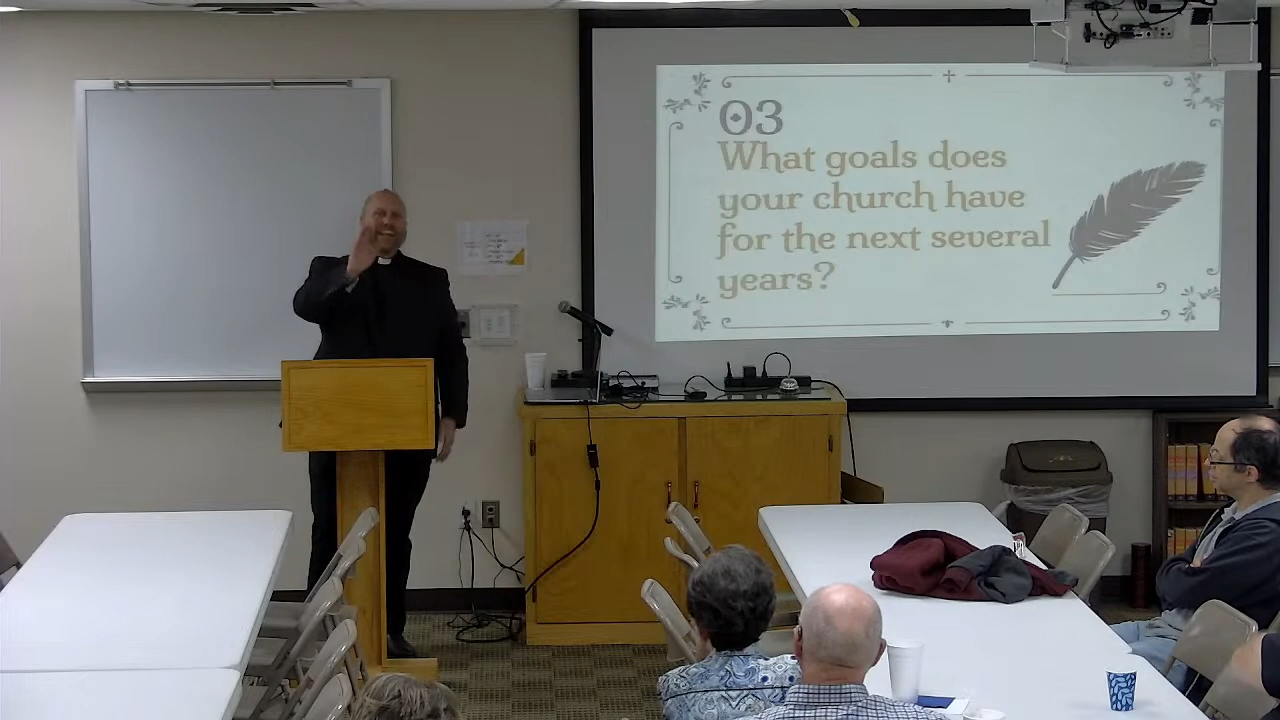 03
What goals does
your church have
for the next several
years?